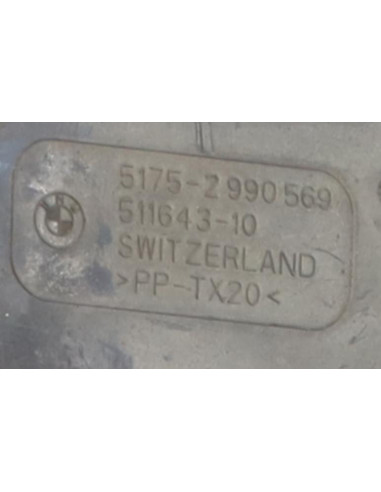 5175-2 990 569
511643-10
SWITZERLAND
>PP-TX20<